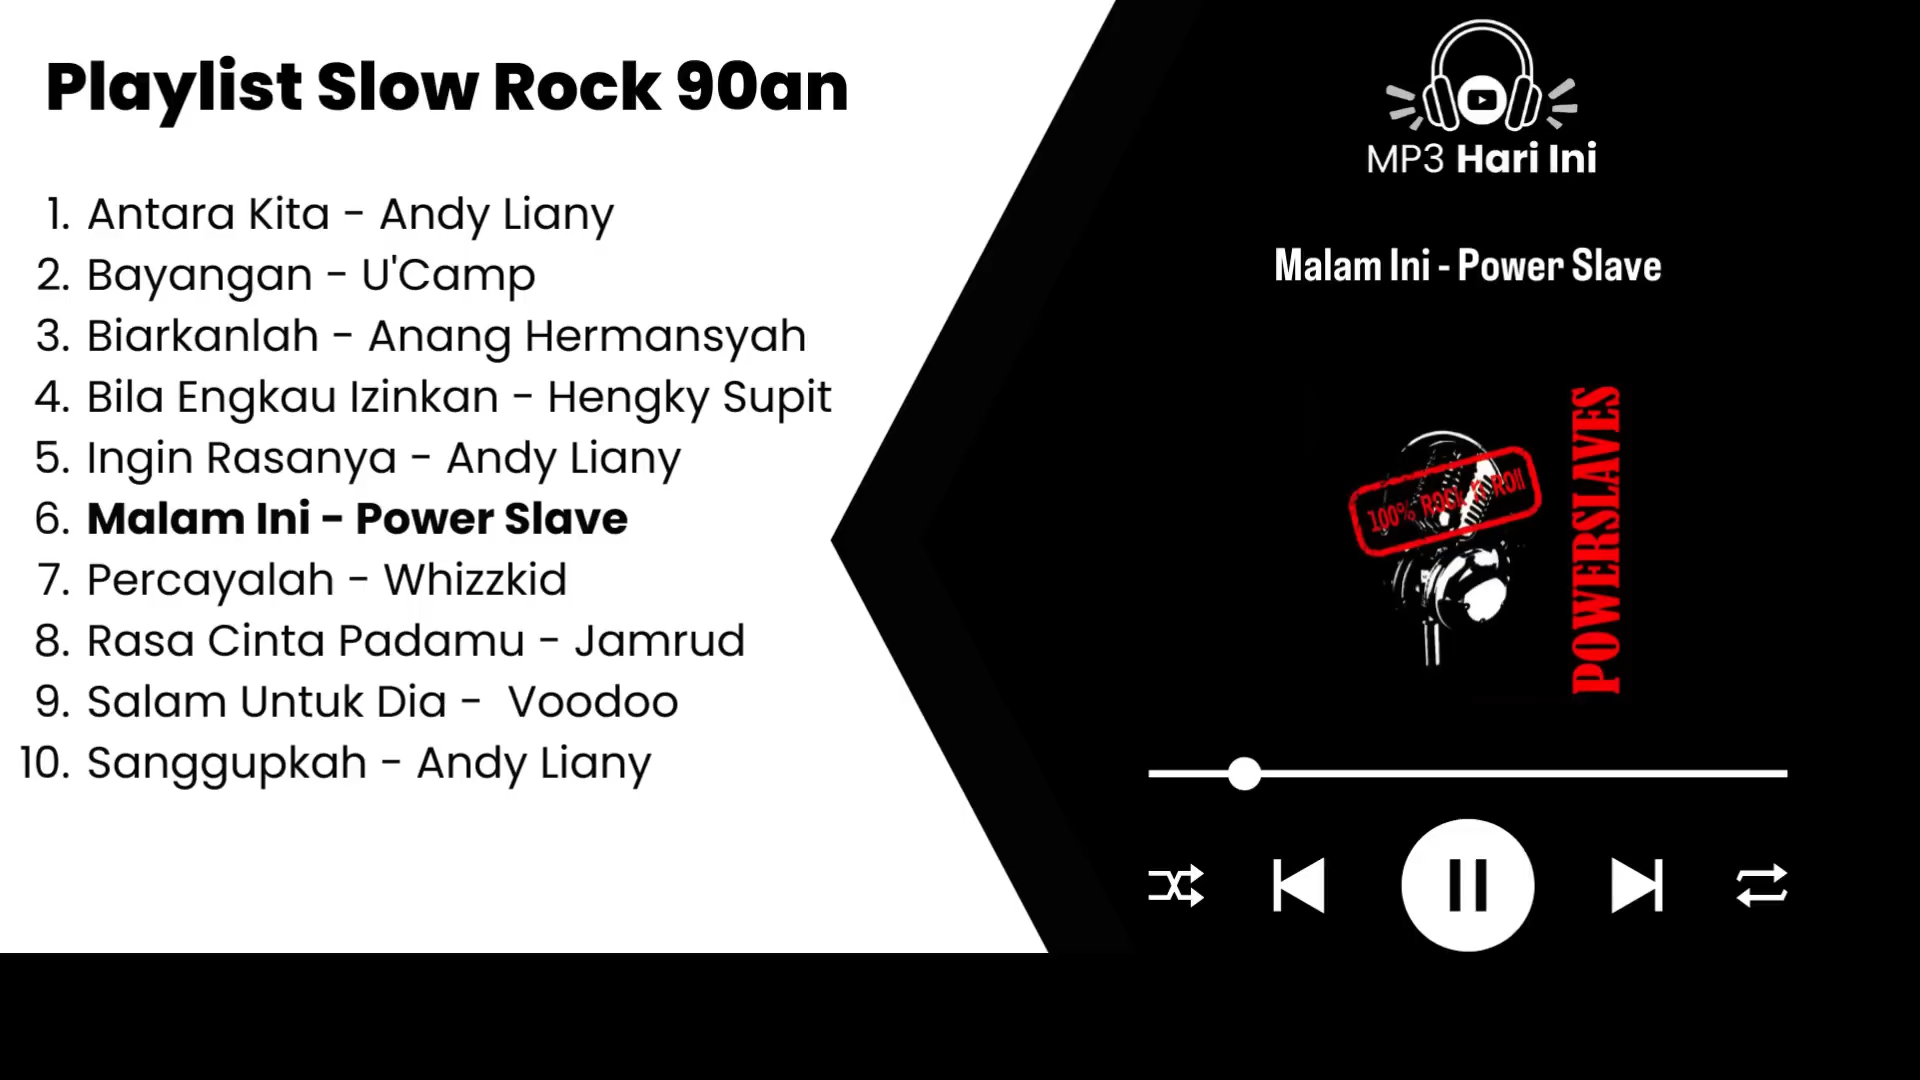 Playlist Slow Rock 90an
1. Antara Kita - Andy Liany
2. Bayangan - U'Camp
3. Biarkanlah - Anang Hermansyah
4. Bila Engkau Izinkan - Hengky Supit
5. Ingin Rasanya - Andy Liany
6. Malam Ini - Power Slave
7. Percayalah - Whizzkid
8. Rasa Cinta Padamu - Jamrud
9. Salam Untuk Dia -  Voodoo
10. Sanggupkah - Andy Liany
MP3 Hari Ini
Malam Ini - Power Slave
100% ROCK n ROll
POWERSLAVES